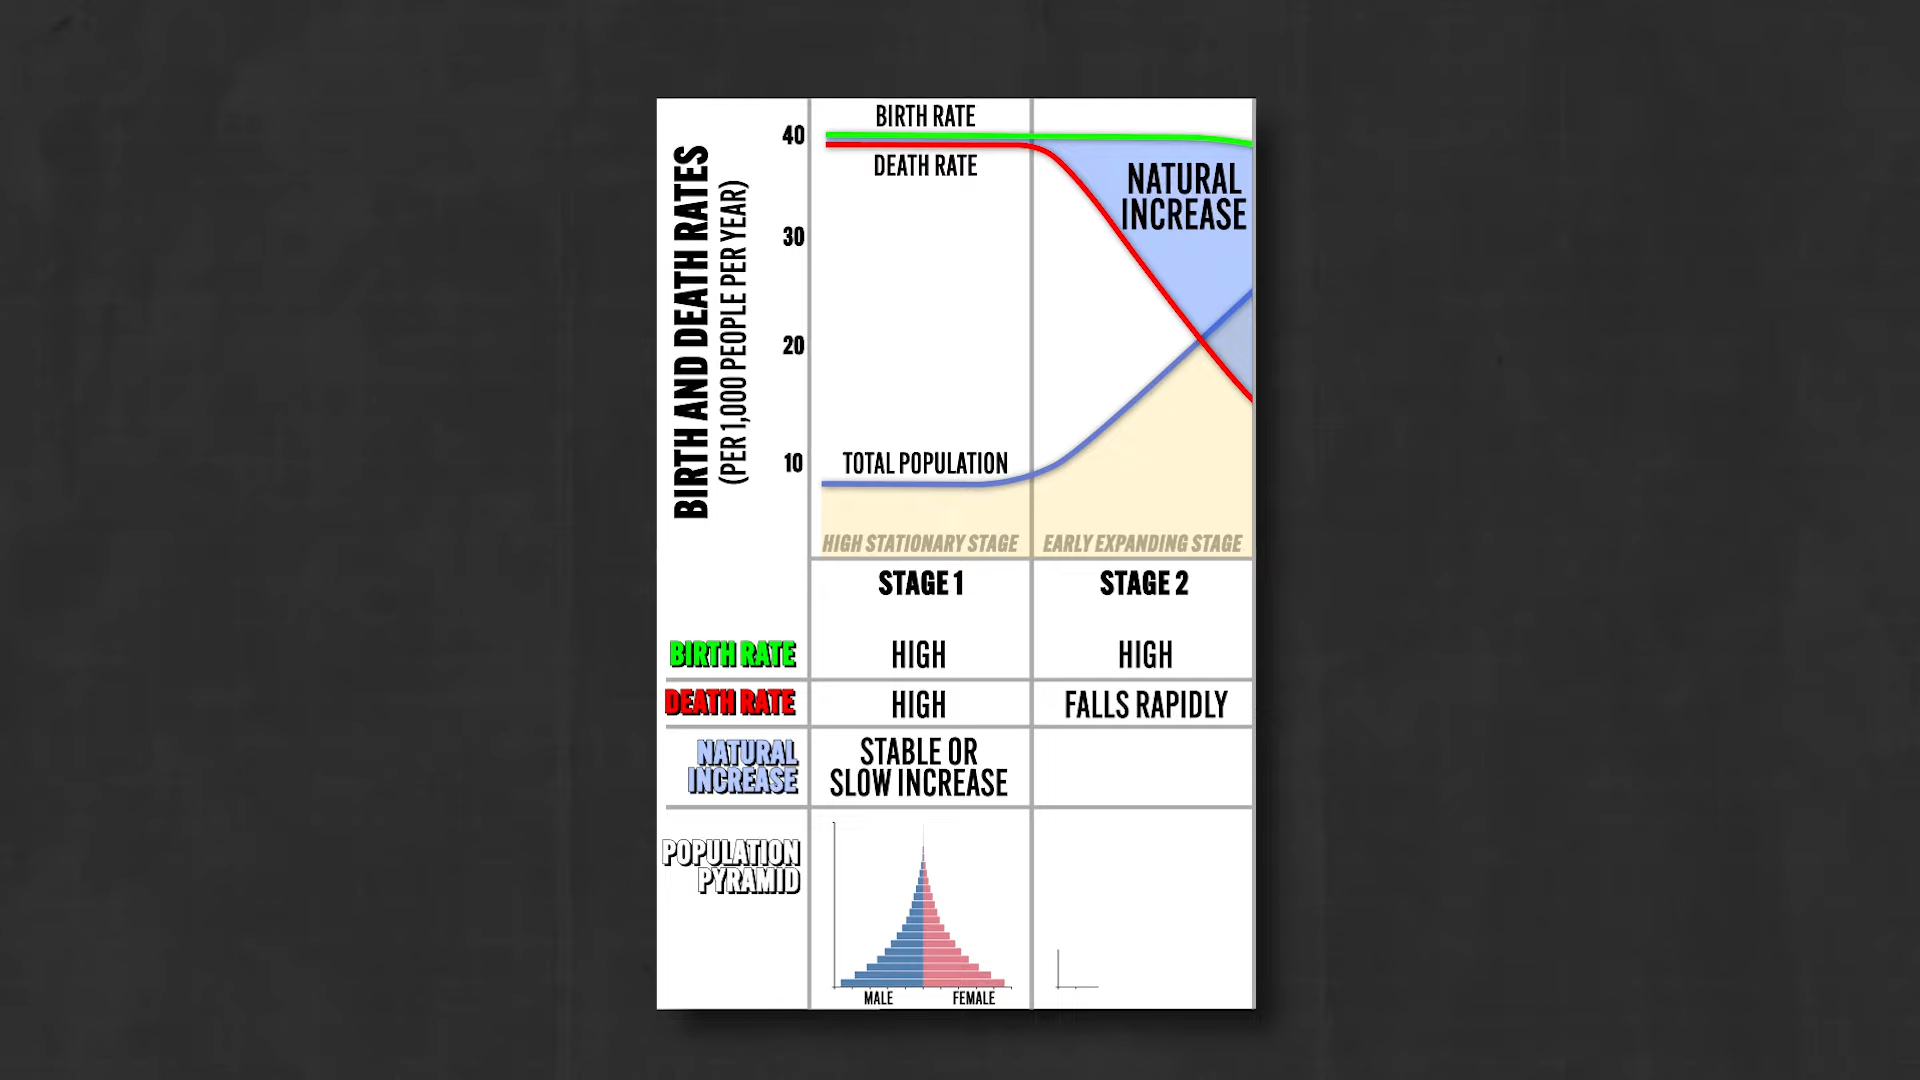 BIRTH AND DEATH RATES
(PER 1,000 PEOPLE PER YEAR)
40
30
20
10
BIRTH RATE
DEATH RATE
NATURAL
INCREASE
TOTAL POPULATION
HIGH STATIONARY STAGE
EARLY EXPANDING STAGE
STAGE 1
STAGE 2
BIRTH RATE
HIGH
HIGH
DEATH RATE
HIGH
FALLS RAPIDLY
NATURAL
INCREASE
STABLE OR
SLOW INCREASE
POPULATION
PYRAMID
MALE
FEMALE